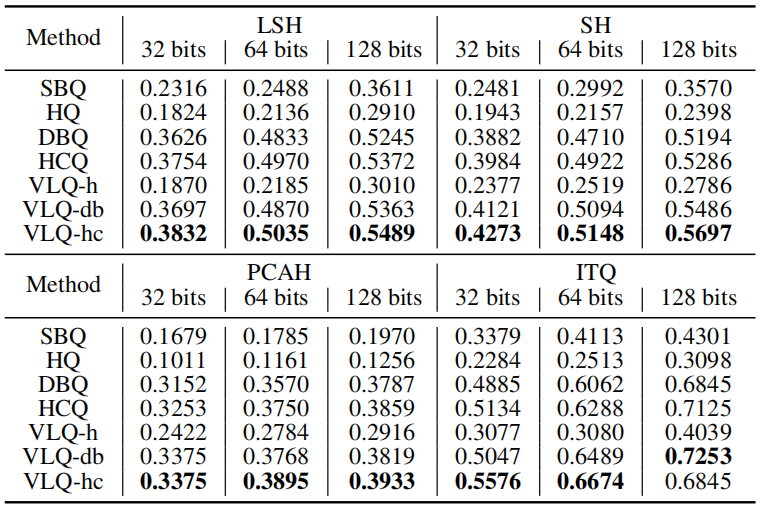 Method LSH SH
32 bits 64 bits 128 bits 32 bits 64 bits 128 bits
SBQ 0.2316 0.2488 0.3611 0.2481 0.2992 0.3570
HQ 0.1824 0.2136 0.2910 0.1943 0.2157 0.2398
DBQ 0.3626 0.4833 0.5245 0.3882 0.4710 0.5194
HCQ 0.3754 0.4970 0.5372 0.3984 0.4922 0.5286
VLQ-h 0.1870 0.2185 0.3010 0.2377 0.2519 0.2786
VLQ-db 0.3697 0.4870 0.5363 0.4121 0.5094 0.5486
VLQ-hc 0.3832 0.5035 0.5489 0.4273 0.5148 0.5697
Method PCAH ITQ
32 bits 64 bits 128 bits 32 bits 64 bits 128 bits
SBQ 0.1679 0.1785 0.1970 0.3379 0.4113 0.4301
HQ 0.1011 0.1161 0.1256 0.2284 0.2513 0.3098
DBQ 0.3152 0.3570 0.3787 0.4885 0.6062 0.6845
HCQ 0.3253 0.3750 0.3859 0.5134 0.6288 0.7125
VLQ-h 0.2422 0.2784 0.2916 0.3077 0.3080 0.4039
VLQ-db 0.3375 0.3768 0.3819 0.5047 0.6489 0.7253
VLQ-hc 0.3375 0.3895 0.3933 0.5576 0.6674 0.6845